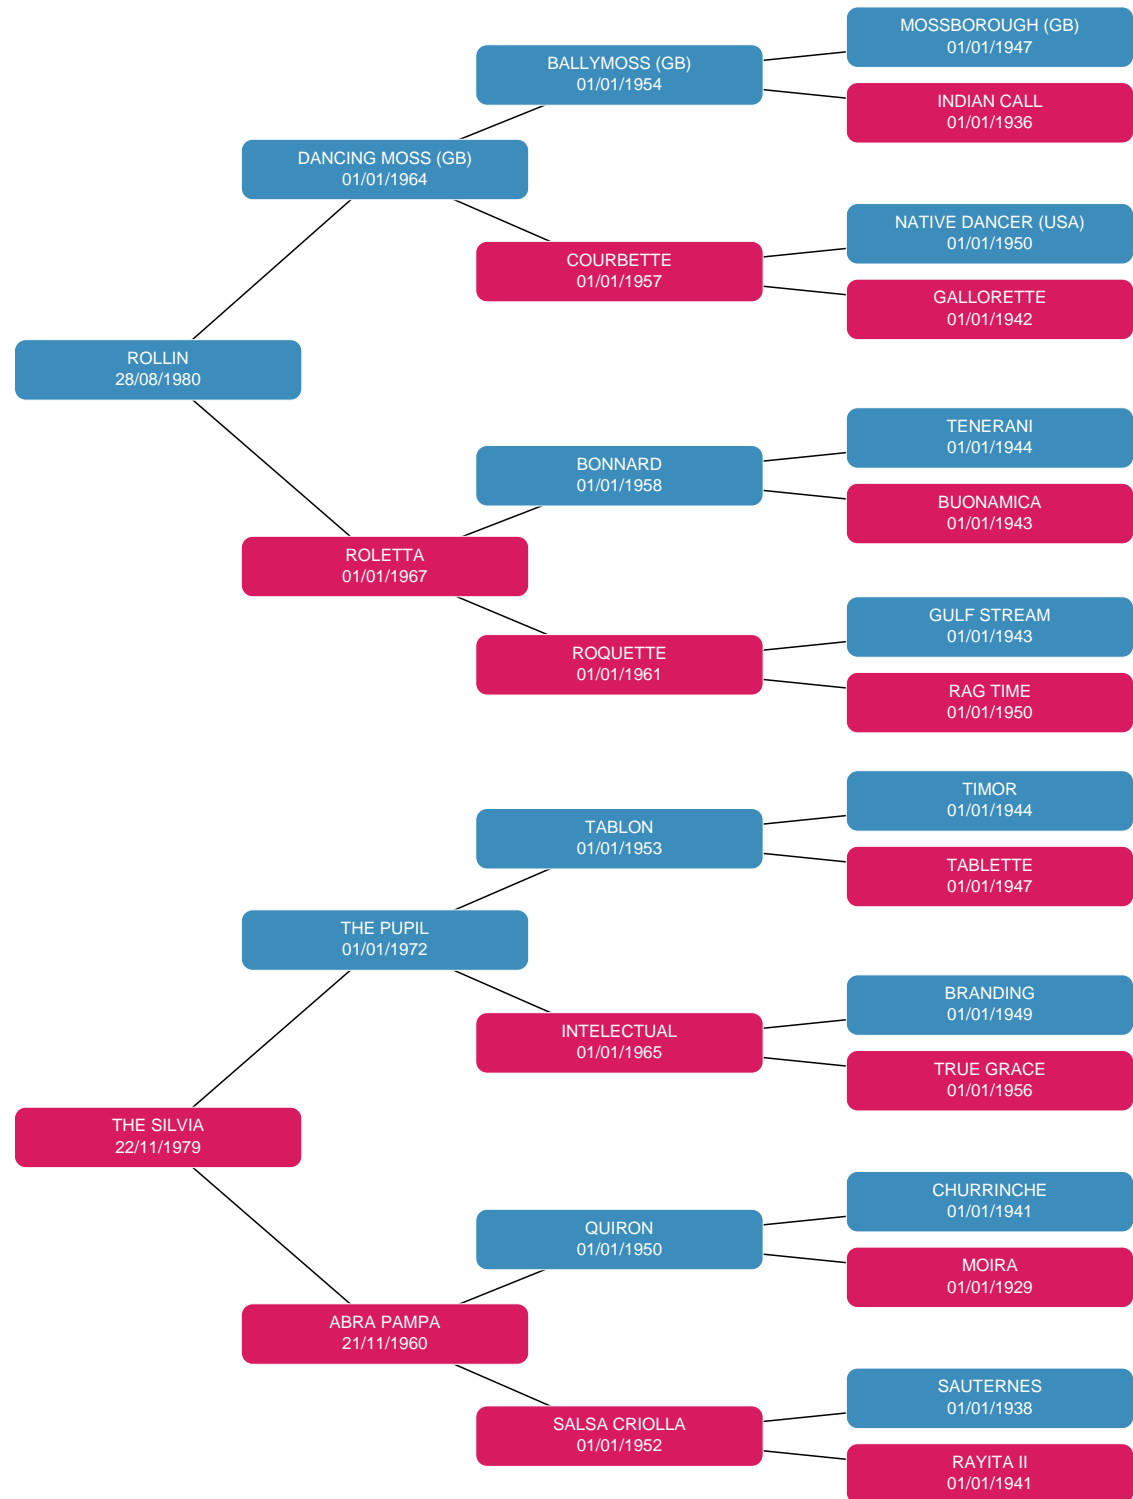 MOSSBOROUGH (GB)
01/01/1947
BALLYMOSS (GB)
01/01/1954
INDIAN CALL
01/01/1936
DANCING MOSS (GB)
01/01/1964
NATIVE DANCER (USA)
01/01/1950
COURBETTE
01/01/1957
GALLORETTE
01/01/1942
ROLLIN
28/08/1980
TENERANI
01/01/1944
BONNARD
01/01/1958
BUONAMICA
01/01/1943
ROLETTA
01/01/1967
GULF STREAM
01/01/1943
ROQUETTE
01/01/1961
RAG TIME
01/01/1950
TIMOR
01/01/1944
TABLON
01/01/1953
TABLETTE
01/01/1947
THE PUPIL
01/01/1972
BRANDING
01/01/1949
INTELECTUAL
01/01/1965
TRUE GRACE
01/01/1956
THE SILVIA
22/11/1979
CHURRINCHE
01/01/1941
QUIRON
01/01/1950
MOIRA
01/01/1929
ABRA PAMPA
21/11/1960
SAUTERNES
01/01/1938
SALSA CRIOLLA
01/01/1952
RAYITA II
01/01/1941